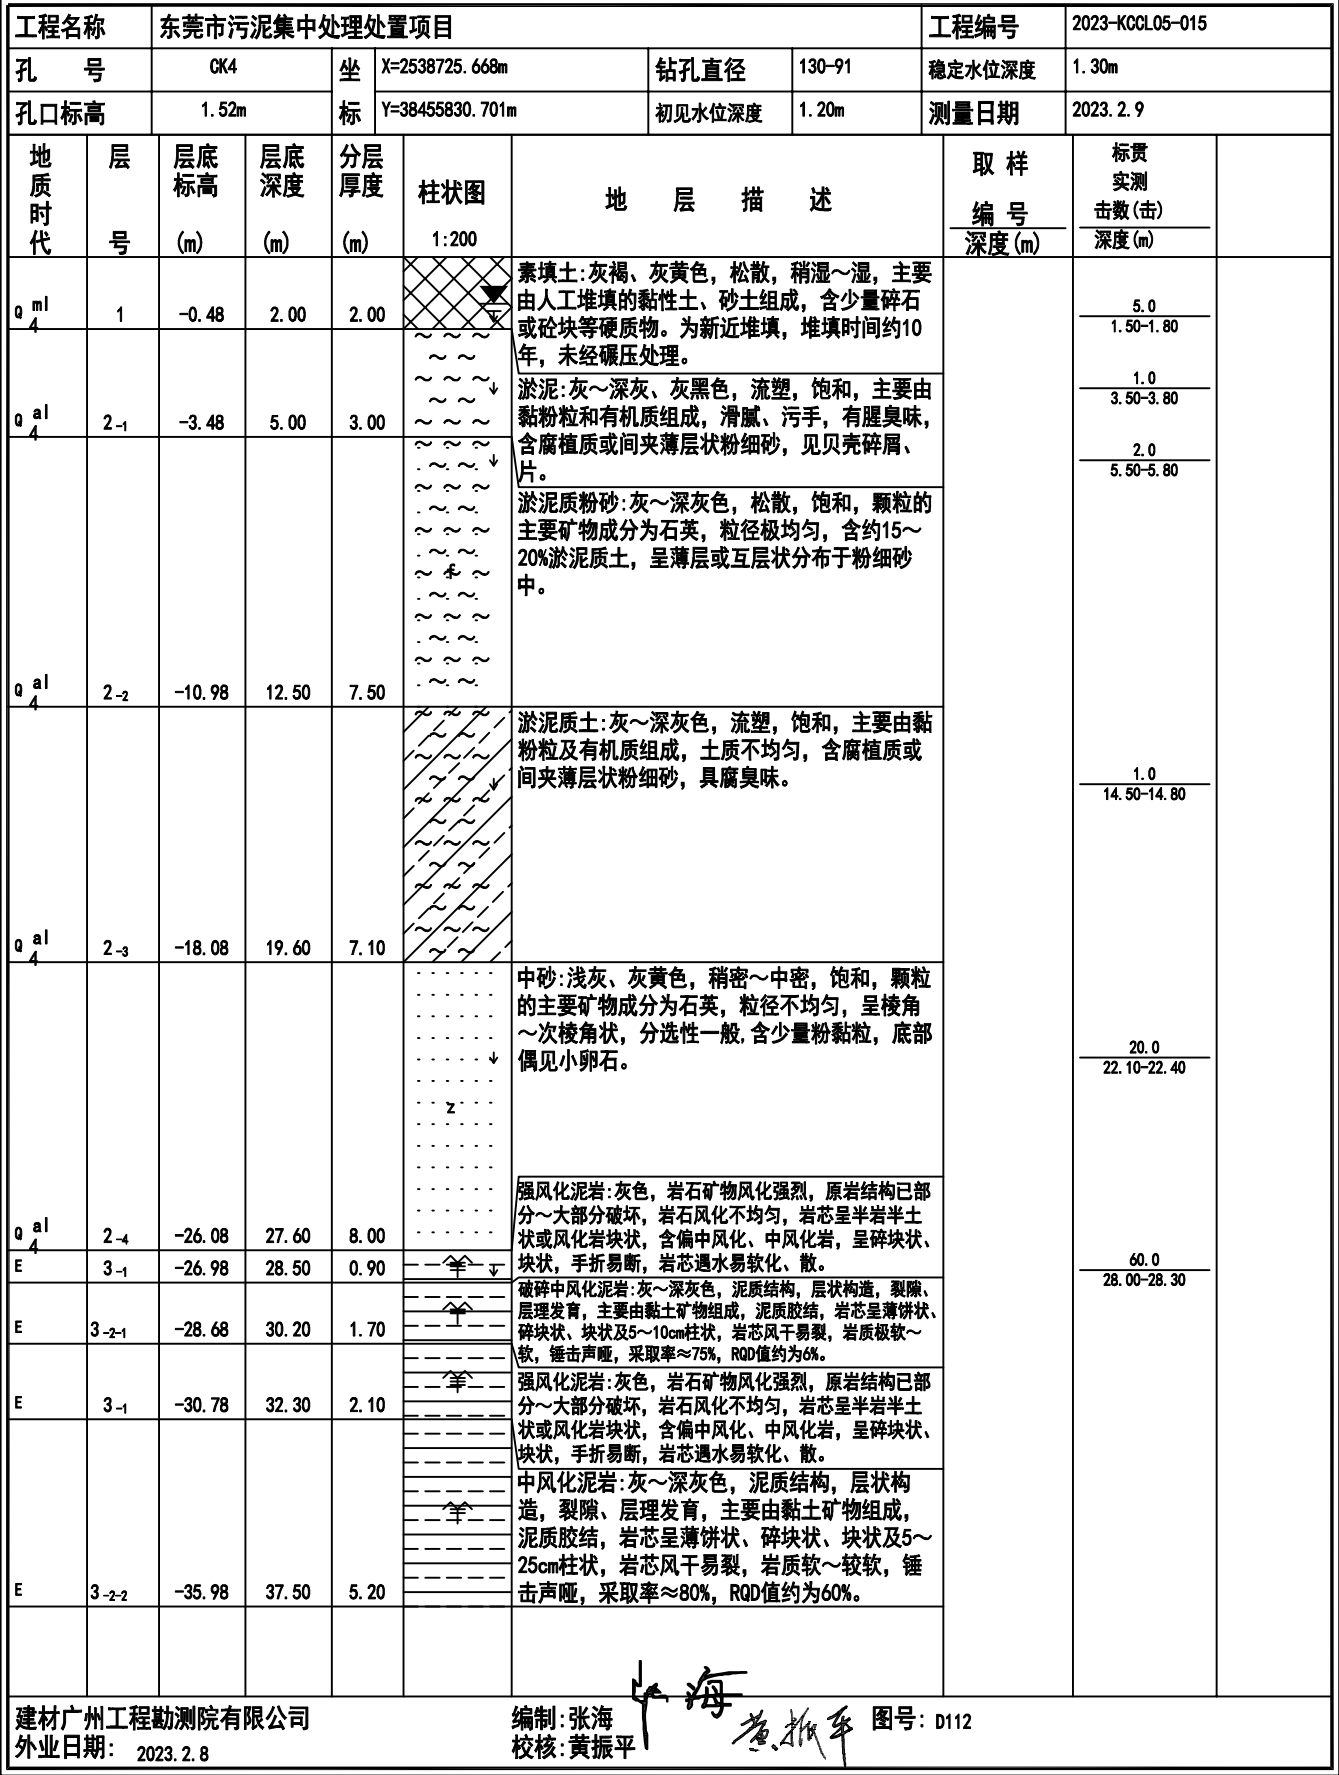 工程名称 东莞市污泥集中处理处置项目 工程编号 2023-KCCL05-015
孔 号 CK4 坐 X=2538725.668m 钻孔直径 130-91 稳定水位深度 1.30m
孔口标高 1.52m 标 Y=38455830.701m 初见水位深度 1.20m 测量日期 2023.2.9
地质时代 层号 层底标高(m) 层底深度(m) 分层厚度(m) 柱状图 1:200 地 层 描 述 取样编号 深度(m) 标贯实测击数(击) 深度(m)
素填土:灰褐、灰黄色，松散，稍湿～湿，主要
由人工堆填的黏性土、砂土组成，含少量碎石
或砼块等硬质物。为新近堆填，堆填时间约10
年，未经碾压处理。
Q ml 4 1 -0.48 2.00 2.00
5.0
1.50-1.80
淤泥:灰～深灰、灰黑色，流塑，饱和，主要由
黏粉粒和有机质组成，滑腻、污手，有腥臭味，
含腐植质或间夹薄层状粉细砂，见贝壳碎屑、
片。
Q al 4 2-1 -3.48 5.00 3.00
1.0
3.50-3.80
2.0
5.50-5.80
淤泥质粉砂:灰～深灰色，松散，饱和，颗粒的
主要矿物成分为石英，粒径极均匀，含约15～
20%淤泥质土，呈薄层或互层状分布于粉细砂
中。
f
Q al 4 2-2 -10.98 12.50 7.50
淤泥质土:灰～深灰色，流塑，饱和，主要由黏
粉粒及有机质组成，土质不均匀，含腐植质或
间夹薄层状粉细砂，具腐臭味。
1.0
14.50-14.80
Q al 4 2-3 -18.08 19.60 7.10
中砂:浅灰、灰黄色，稍密～中密，饱和，颗粒
的主要矿物成分为石英，粒径不均匀，呈棱角
～次棱角状，分选性一般,含少量粉黏粒，底部
偶见小卵石。
20.0
22.10-22.40
z
Q al 4 2-4 -26.08 27.60 8.00
强风化泥岩:灰色，岩石矿物风化强烈，原岩结构已部
分～大部分破坏，岩石风化不均匀，岩芯呈半岩半土
状或风化岩块状，含偏中风化、中风化岩，呈碎块状、
块状，手折易断，岩芯遇水易软化、散。
E 3-1 -26.98 28.50 0.90
60.0
28.00-28.30
破碎中风化泥岩:灰～深灰色，泥质结构，层状构造，裂隙、
层理发育，主要由黏土矿物组成，泥质胶结，岩芯呈薄饼状、
碎块状、块状及5～10cm柱状，岩芯风干易裂，岩质极软～
软，锤击声哑，采取率≈75%，RQD值约为6%。
E 3-2-1 -28.68 30.20 1.70
强风化泥岩:灰色，岩石矿物风化强烈，原岩结构已部
分～大部分破坏，岩石风化不均匀，岩芯呈半岩半土
状或风化岩块状，含偏中风化、中风化岩，呈碎块状、
块状，手折易断，岩芯遇水易软化、散。
E 3-1 -30.78 32.30 2.10
中风化泥岩:灰～深灰色，泥质结构，层状构
造，裂隙、层理发育，主要由黏土矿物组成，
泥质胶结，岩芯呈薄饼状、碎块状、块状及5～
25cm柱状，岩芯风干易裂，岩质软～较软，锤
击声哑，采取率≈80%，RQD值约为60%。
E 3-2-2 -35.98 37.50 5.20
建材广州工程勘测院有限公司 编制:张海 张海 图号: D112
外业日期: 2023.2.8 校核:黄振平 黄振平